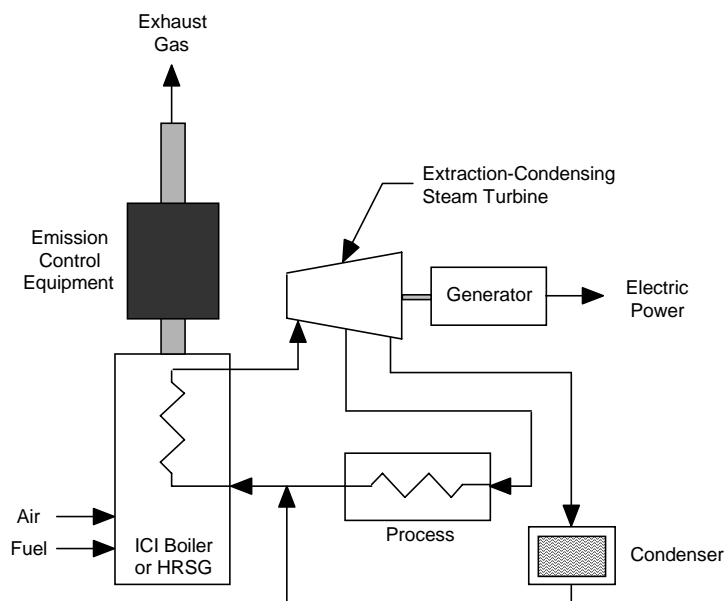 Exhaust
Gas
Extraction-Condensing
Steam Turbine
Emission
Control
Equipment
Generator
Electric
Power
Air
Fuel
ICI Boiler
or HRSG
Process
Condenser